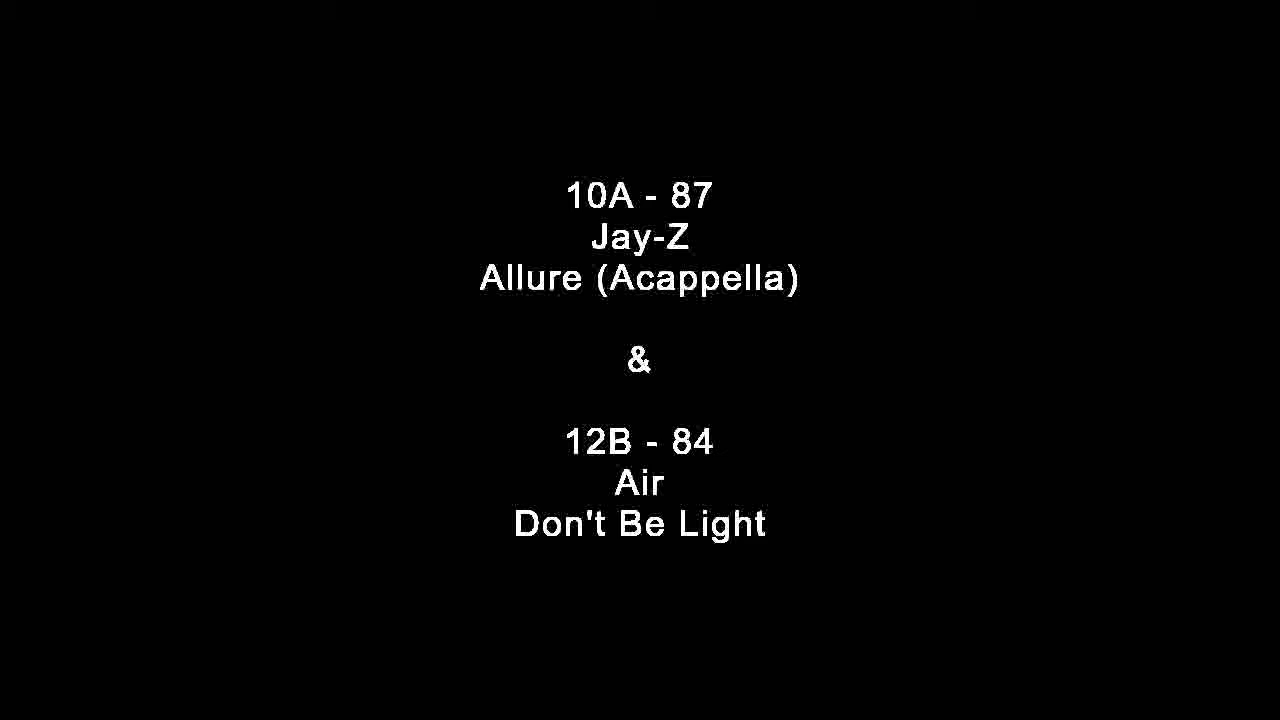 10A - 87
Jay-Z
Allure (Acappella)
&
12B - 84
Air
Don't Be Light